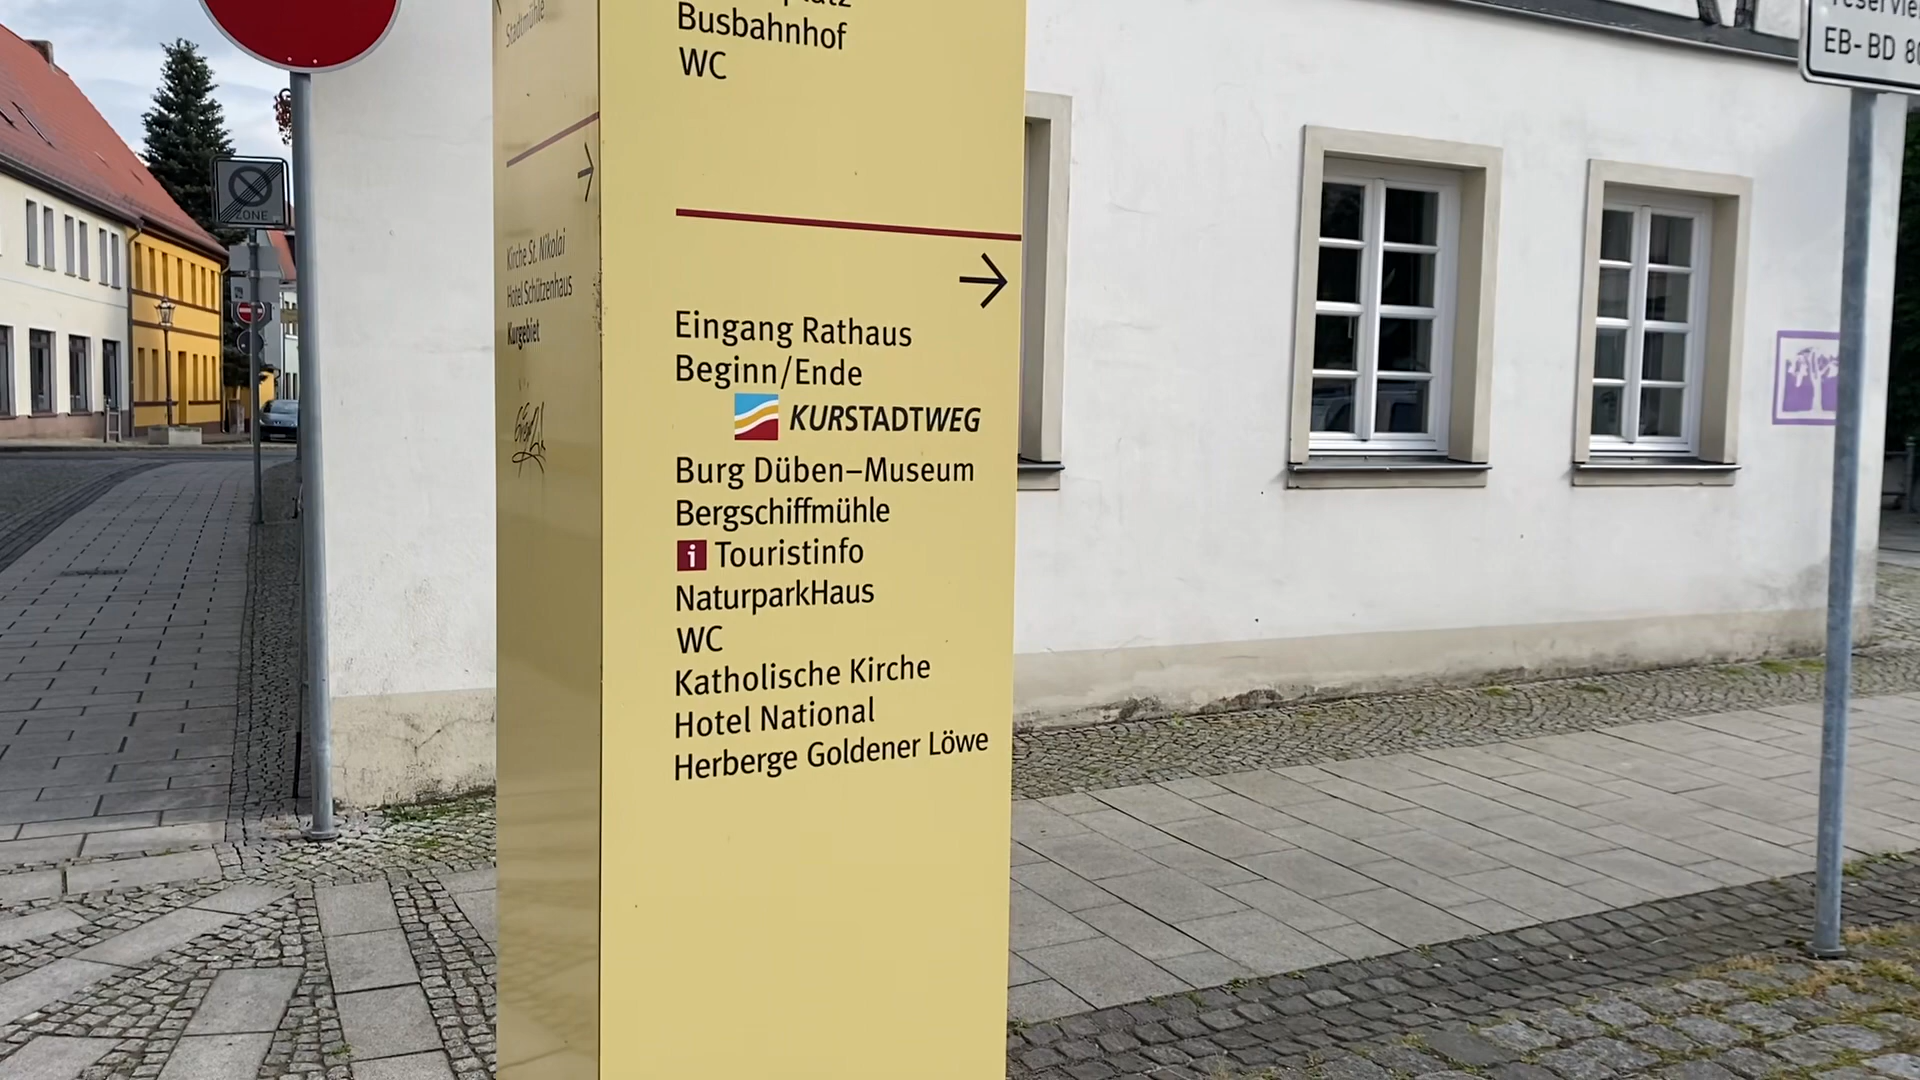 Stadtmühle
Kirche St. Nikolai
Hotel Schützenhaus
Kurgebiet
Busbahnhof
WC
Eingang Rathaus
Beginn/Ende
KURSTADTWEG
Burg Düben–Museum
Bergschiffmühle
i Touristinfo
NaturparkHaus
WC
Katholische Kirche
Hotel National
Herberge Goldener Löwe
ZONE
EB-BD